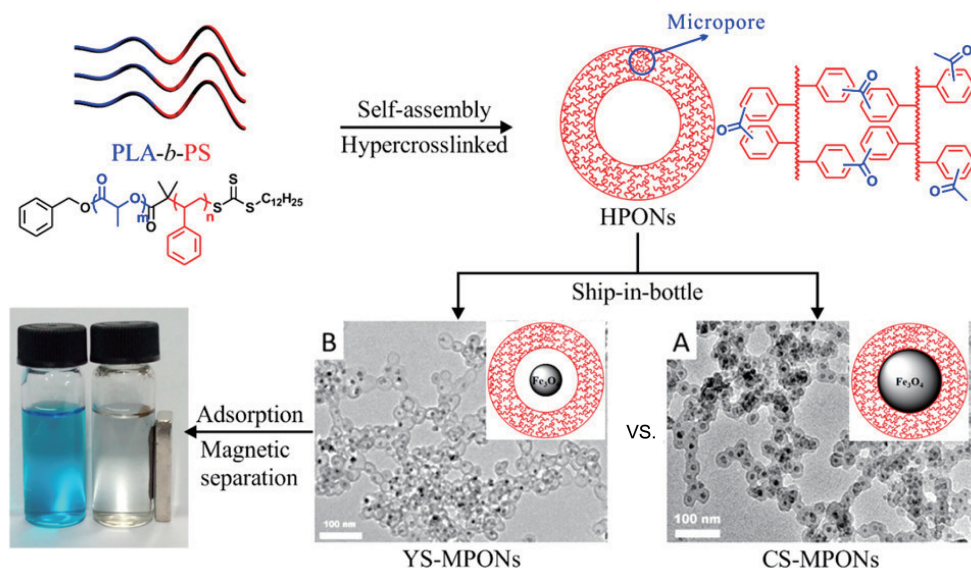 Micropore
Self-assembly
Hypercrosslinked
PLA-b-PS
O
O
O
m
O
n
S
S
S
C12H25
O
O
O
O
O
O
HPONs
Ship-in-bottle
B
Fe3O
A
Fe3O4
Adsorption
Magnetic
separation
vs.
100 nm
100 nm
YS-MPONs
CS-MPONs